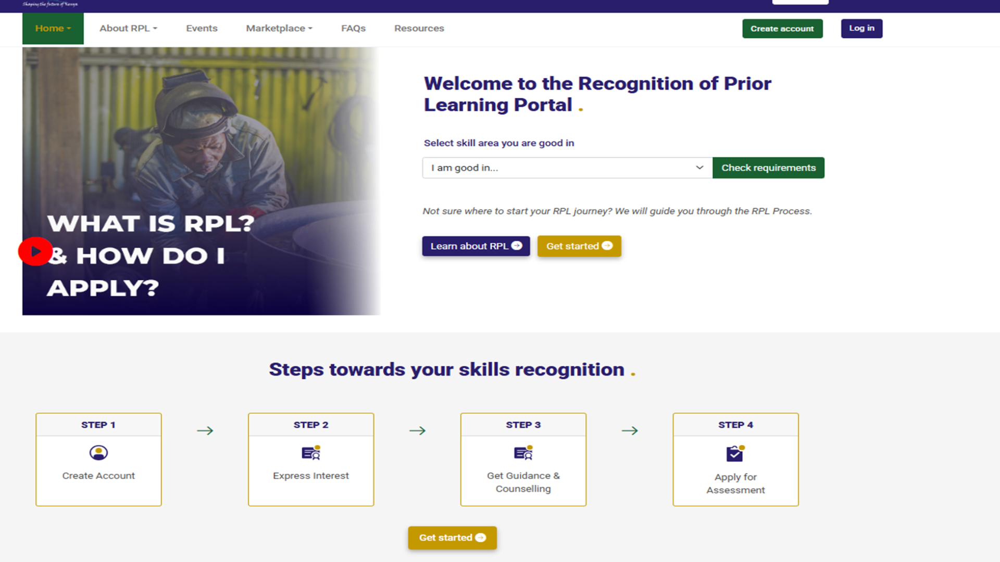 Shaping the future of Kenya
Home
About RPL
Events
Marketplace
FAQs
Resources
Create account
Log in
WHAT IS RPL?
& HOW DO I
APPLY?
Welcome to the Recognition of Prior
Learning Portal .
Select skill area you are good in
I am good in...
Check requirements
Not sure where to start your RPL journey? We will guide you through the RPL Process.
Learn about RPL
Get started
Steps towards your skills recognition .
STEP 1
Create Account
STEP 2
Express Interest
STEP 3
Get Guidance &
Counselling
STEP 4
Apply for
Assessment
Get started